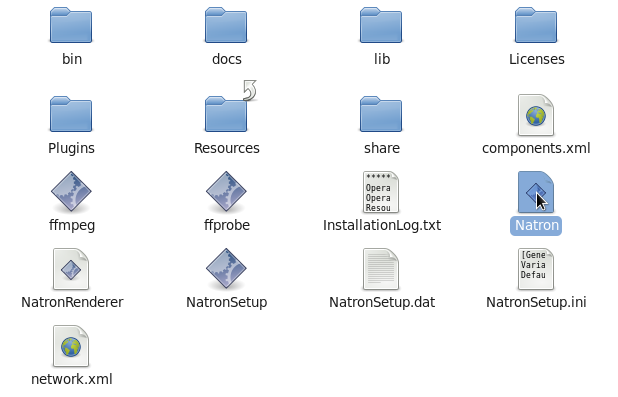 bin
docs
lib
Licenses
Plugins
Resources
share
components.xml
ffmpeg
ffprobe
*****
Opera
Opera
Resou
InstallationLog.txt
Natron
NatronRenderer
NatronSetup
NatronSetup.dat
[Gene
Varia
Defau
NatronSetup.ini
network.xml